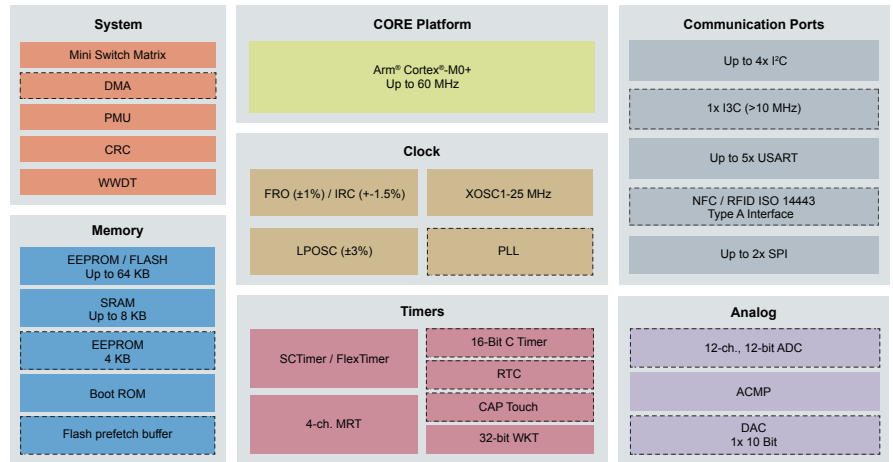 System
Mini Switch Matrix
DMA
PMU
CRC
WWDT
Memory
EEPROM / FLASH
Up to 64 KB
SRAM
Up to 8 KB
EEPROM
4 KB
Boot ROM
Flash prefetch buffer
CORE Platform
Arm® Cortex®-M0+
Up to 60 MHz
Clock
FRO (±1%) / IRC (+-1.5%)
XOSC1-25 MHz
LPOSC (±3%)
PLL
Timers
SCTimer / FlexTimer
4-ch. MRT
16-Bit C Timer
RTC
CAP Touch
32-bit WKT
Communication Ports
Up to 4x I²C
1x I3C (>10 MHz)
Up to 5x USART
NFC / RFID ISO 14443
Type A Interface
Up to 2x SPI
Analog
12-ch., 12-bit ADC
ACMP
DAC
1x 10 Bit